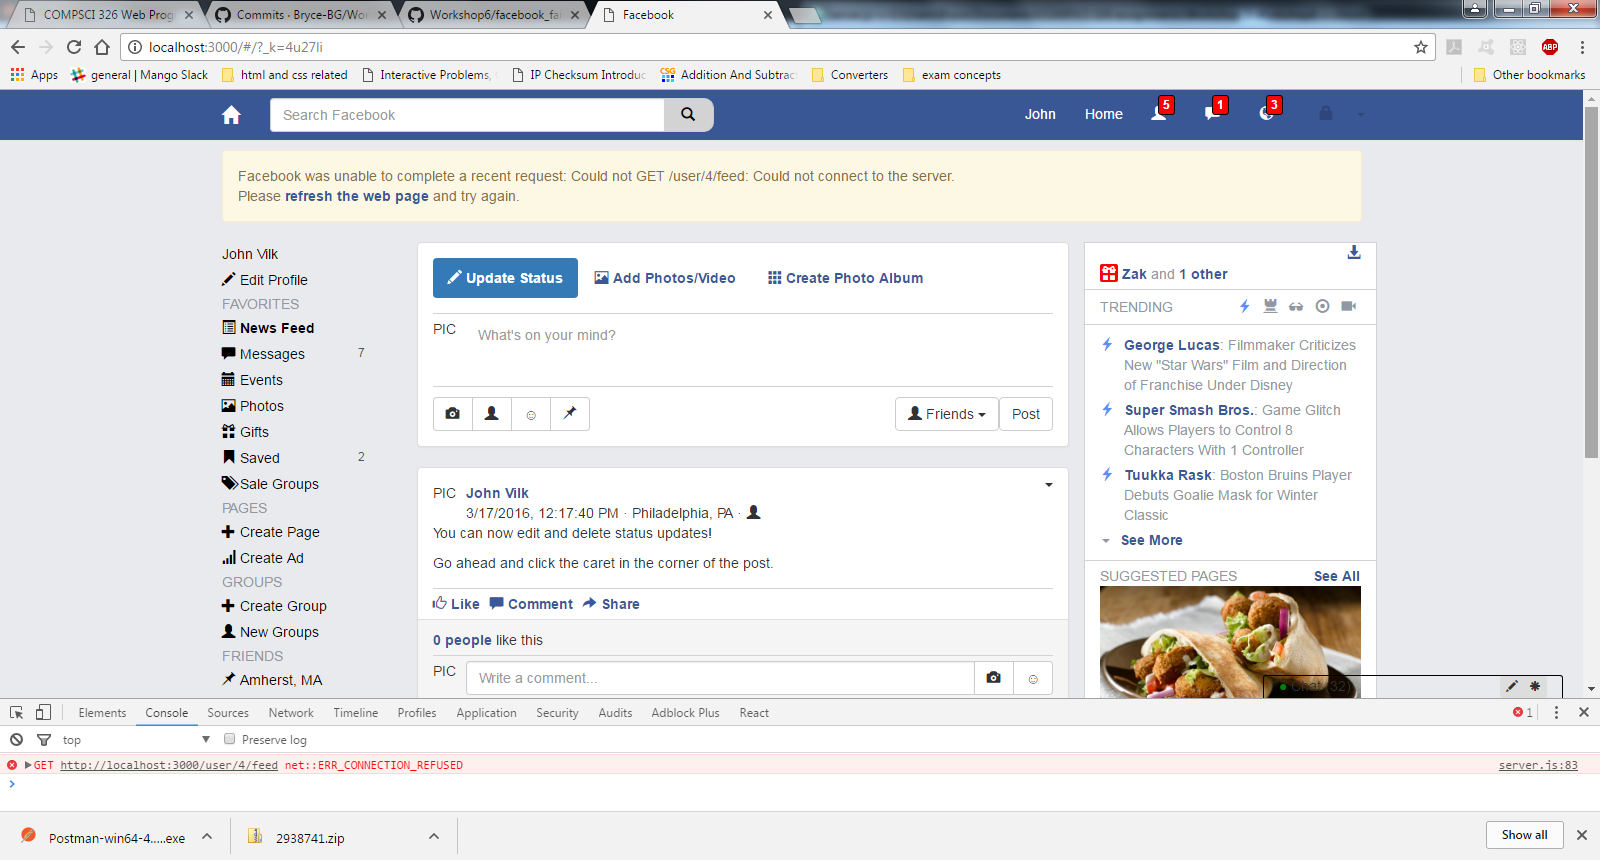 COMPSCI 326 Web Prog
Commits · Bryce-BG/Wor
Workshop6/facebook_fai
Facebook
localhost:3000/#/?_k=4u27li
ABP
Apps
general | Mango Slack
html and css related
Interactive Problems,
IP Checksum Introduc
CSG Addition And Subtrac
Converters
exam concepts
Other bookmarks
Search Facebook
John
Home
5
1
3
Facebook was unable to complete a recent request: Could not GET /user/4/feed: Could not connect to the server.
Please refresh the web page and try again.
John Vilk
Edit Profile
FAVORITES
News Feed
Messages 7
Events
Photos
Gifts
Saved 2
Sale Groups
PAGES
Create Page
Create Ad
GROUPS
Create Group
New Groups
FRIENDS
Amherst, MA
Update Status
Add Photos/Video
Create Photo Album
PIC
What's on your mind?
Friends
Post
PIC John Vilk
3/17/2016, 12:17:40 PM · Philadelphia, PA ·
You can now edit and delete status updates!
Go ahead and click the caret in the corner of the post.
Like
Comment
Share
0 people like this
PIC
Write a comment...
Zak and 1 other
TRENDING
George Lucas: Filmmaker Criticizes
New "Star Wars" Film and Direction
of Franchise Under Disney
Super Smash Bros.: Game Glitch
Allows Players to Control 8
Characters With 1 Controller
Tuukka Rask: Boston Bruins Player
Debuts Goalie Mask for Winter
Classic
See More
SUGGESTED PAGES
See All
Chat (32)
Elements
Console
Sources
Network
Timeline
Profiles
Application
Security
Audits
Adblock Plus
React
1
top
Preserve log
GET http://localhost:3000/user/4/feed net::ERR_CONNECTION_REFUSED
server.js:83
Postman-win64-4.....exe
2938741.zip
Show all